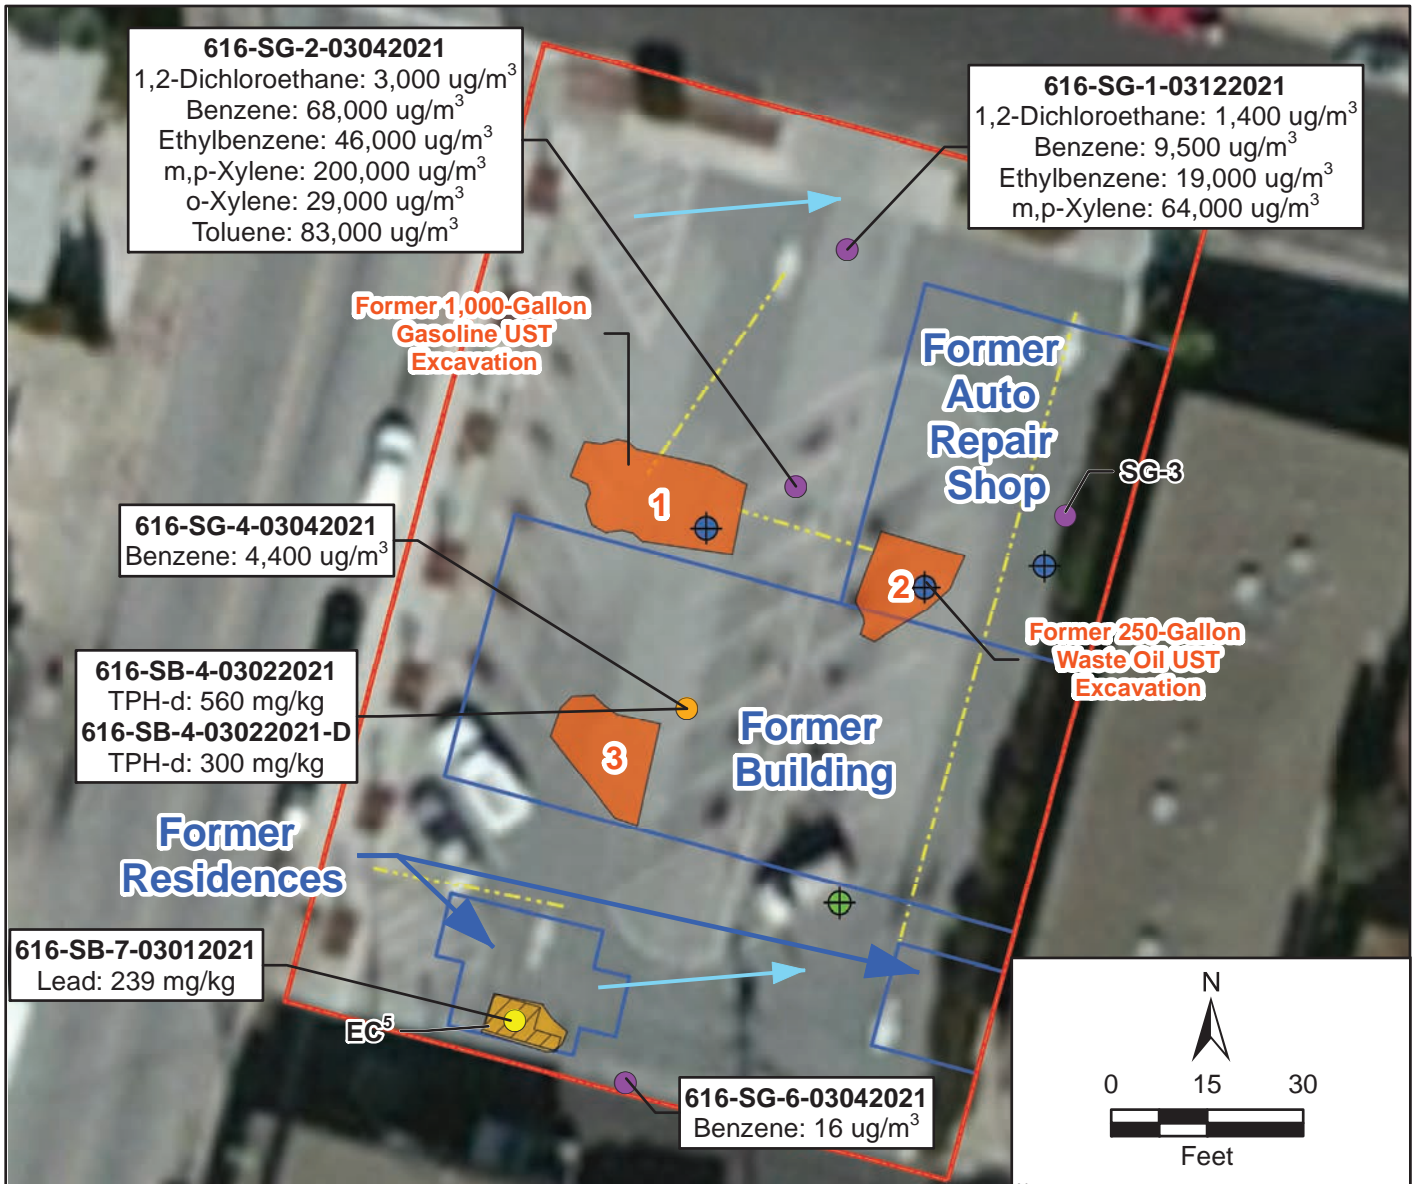 616-SG-2-03042021
1,2-Dichloroethane: 3,000 ug/m³
Benzene: 68,000 ug/m³
Ethylbenzene: 46,000 ug/m³
m,p-Xylene: 200,000 ug/m³
o-Xylene: 29,000 ug/m³
Toluene: 83,000 ug/m³
616-SG-1-03122021
1,2-Dichloroethane: 1,400 ug/m³
Benzene: 9,500 ug/m³
Ethylbenzene: 19,000 ug/m³
m,p-Xylene: 64,000 ug/m³
Former 1,000-Gallon
Gasoline UST
Excavation
Former
Auto
Repair
Shop
SG-3
1
616-SG-4-03042021
Benzene: 4,400 ug/m³
2
Former 250-Gallon
Waste Oil UST
Excavation
616-SB-4-03022021
TPH-d: 560 mg/kg
616-SB-4-03022021-D
TPH-d: 300 mg/kg
3
Former
Building
Former
Residences
616-SB-7-03012021
Lead: 239 mg/kg
EC⁵
616-SG-6-03042021
Benzene: 16 ug/m³
N
0 15 30
Feet